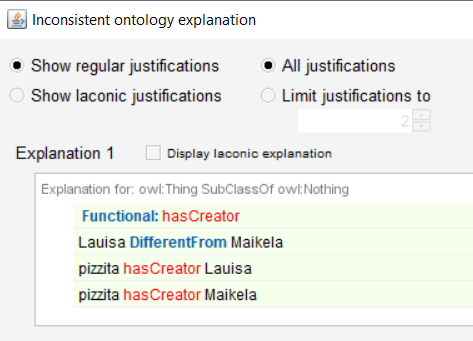 Inconsistent ontology explanation
Show regular justifications All justifications
Show laconic justifications Limit justifications to
2
Explanation 1 Display laconic explanation
Explanation for: owl:Thing SubClassOf owl:Nothing
Functional: hasCreator
Lauisa DifferentFrom Maikela
pizzita hasCreator Lauisa
pizzita hasCreator Maikela